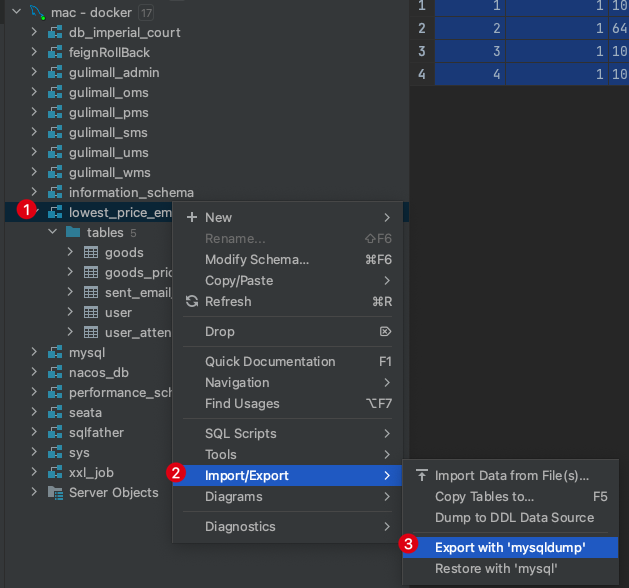 mac - docker 17
db_imperial_court
feignRollBack
gulimall_admin
gulimall_oms
gulimall_pms
gulimall_sms
gulimall_ums
gulimall_wms
information_schema
1 lowest_price_em
tables 5
goods
goods_pric
sent_email_
user
user_atten
mysql
nacos_db
performance_sch
seata
sqlfather
sys
xxl_job
Server Objects
1 1 1 10
2 2 1 64
3 3 1 10
4 4 1 10
New
Rename... ⇧F6
Modify Schema... ⌘F6
Copy/Paste
Refresh ⌘R
Drop ⌦
Quick Documentation F1
Navigation
Find Usages ⌥F7
SQL Scripts
Tools
2 Import/Export
Diagrams
Diagnostics
Import Data from File(s)...
Copy Tables to... F5
Dump to DDL Data Source
3 Export with 'mysqldump'
Restore with 'mysql'